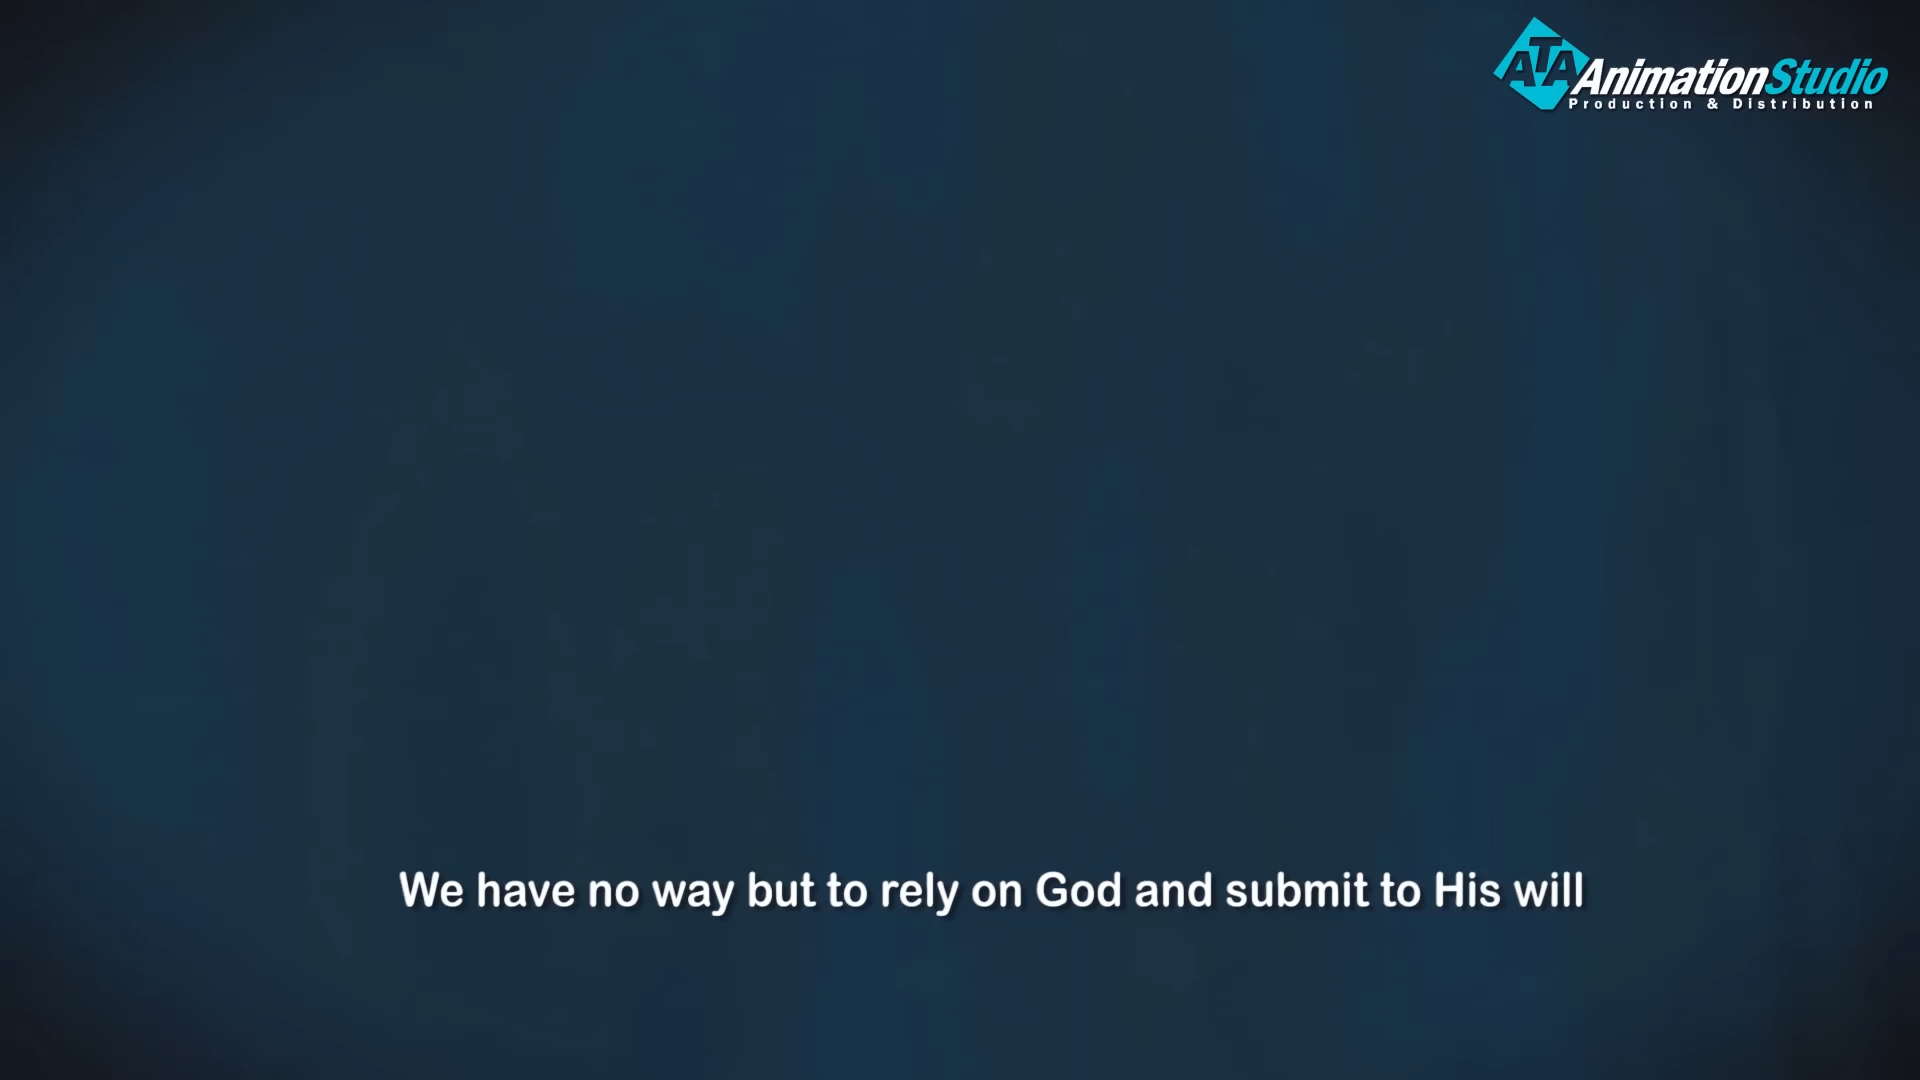 ATA AnimationStudio
Production & Distribution
We have no way but to rely on God and submit to His will